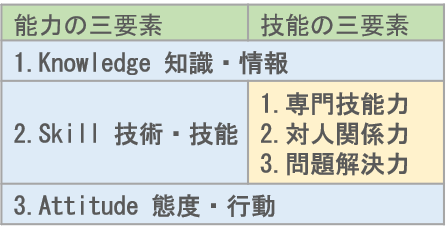 能力の三要素 技能の三要素
1.Knowledge 知識・情報
2.Skill 技術・技能
1.専門技能力
2.対人関係力
3.問題解決力
3.Attitude 態度・行動